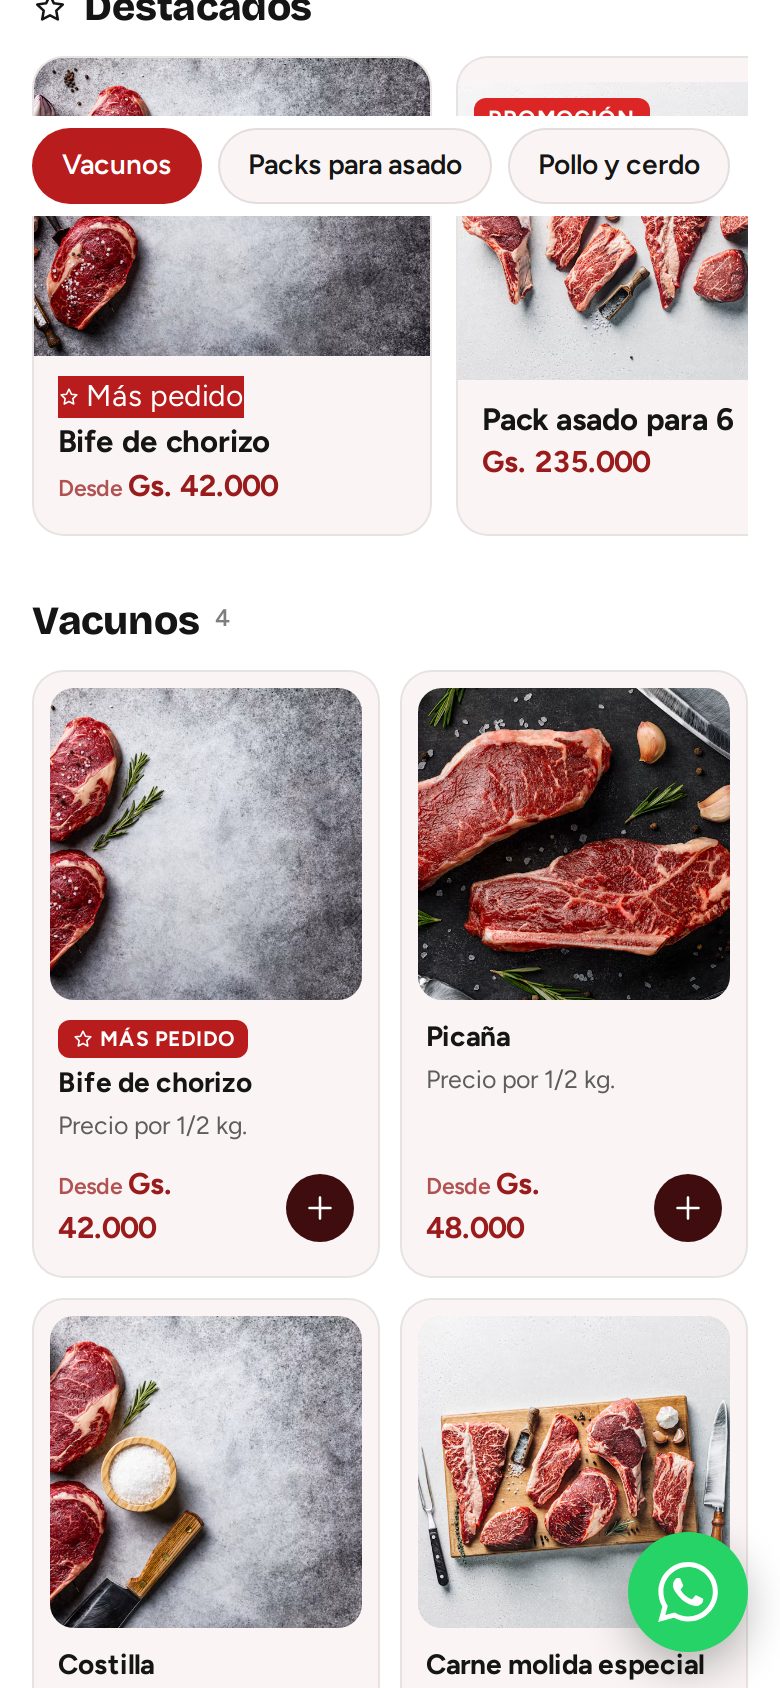 Destacados
PROMOCIÓN
Vacunos
Packs para asado
Pollo y cerdo
Más pedido
Bife de chorizo
Desde Gs. 42.000
Pack asado para 6
Gs. 235.000
Vacunos 4
MÁS PEDIDO
Bife de chorizo
Precio por 1/2 kg.
Desde Gs.
42.000
Picaña
Precio por 1/2 kg.
Desde Gs.
48.000
Costilla
Carne molida especial